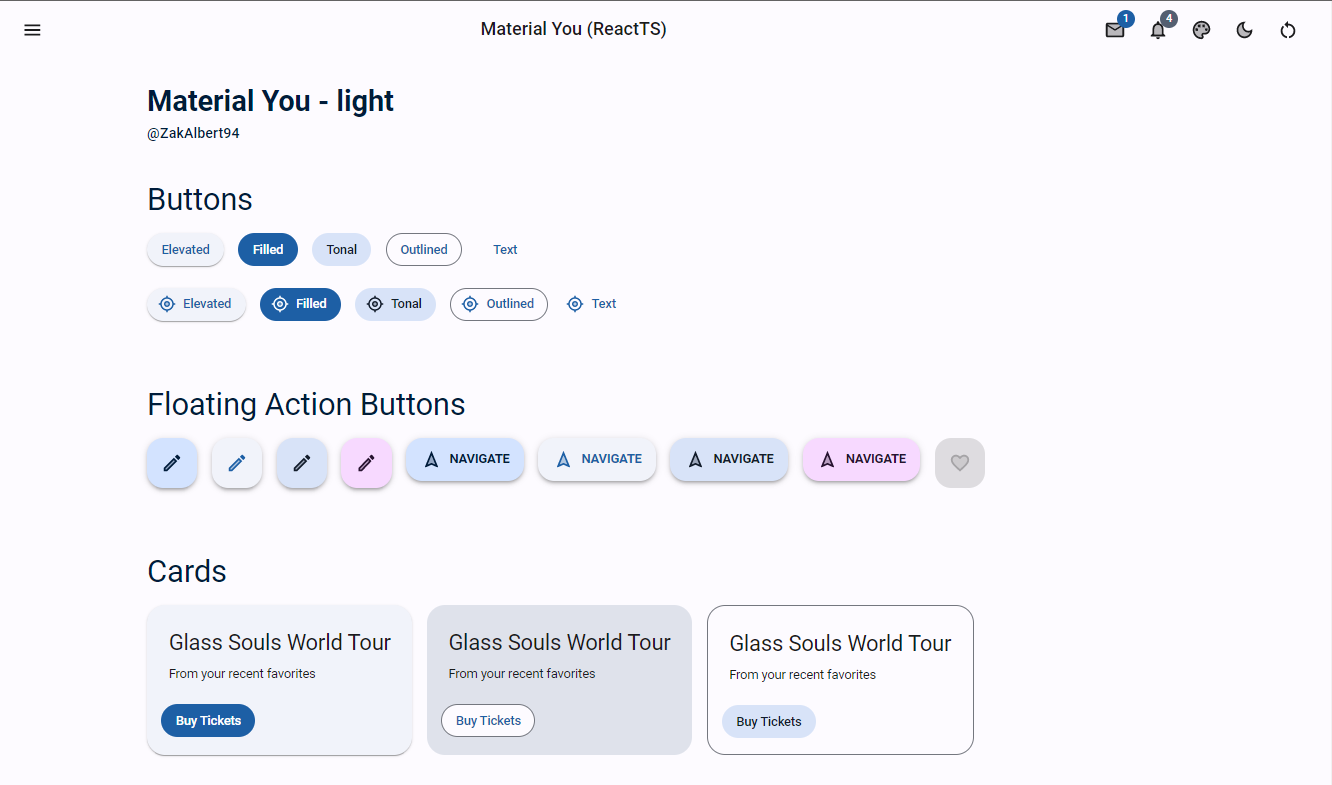 Material You (ReactTS) 1 4
Material You - light
@ZakAlbert94
Buttons
Elevated Filled Tonal Outlined Text
Elevated Filled Tonal Outlined Text
Floating Action Buttons
NAVIGATE NAVIGATE NAVIGATE NAVIGATE
Cards
Glass Souls World Tour Glass Souls World Tour Glass Souls World Tour
From your recent favorites From your recent favorites From your recent favorites
Buy Tickets Buy Tickets Buy Tickets